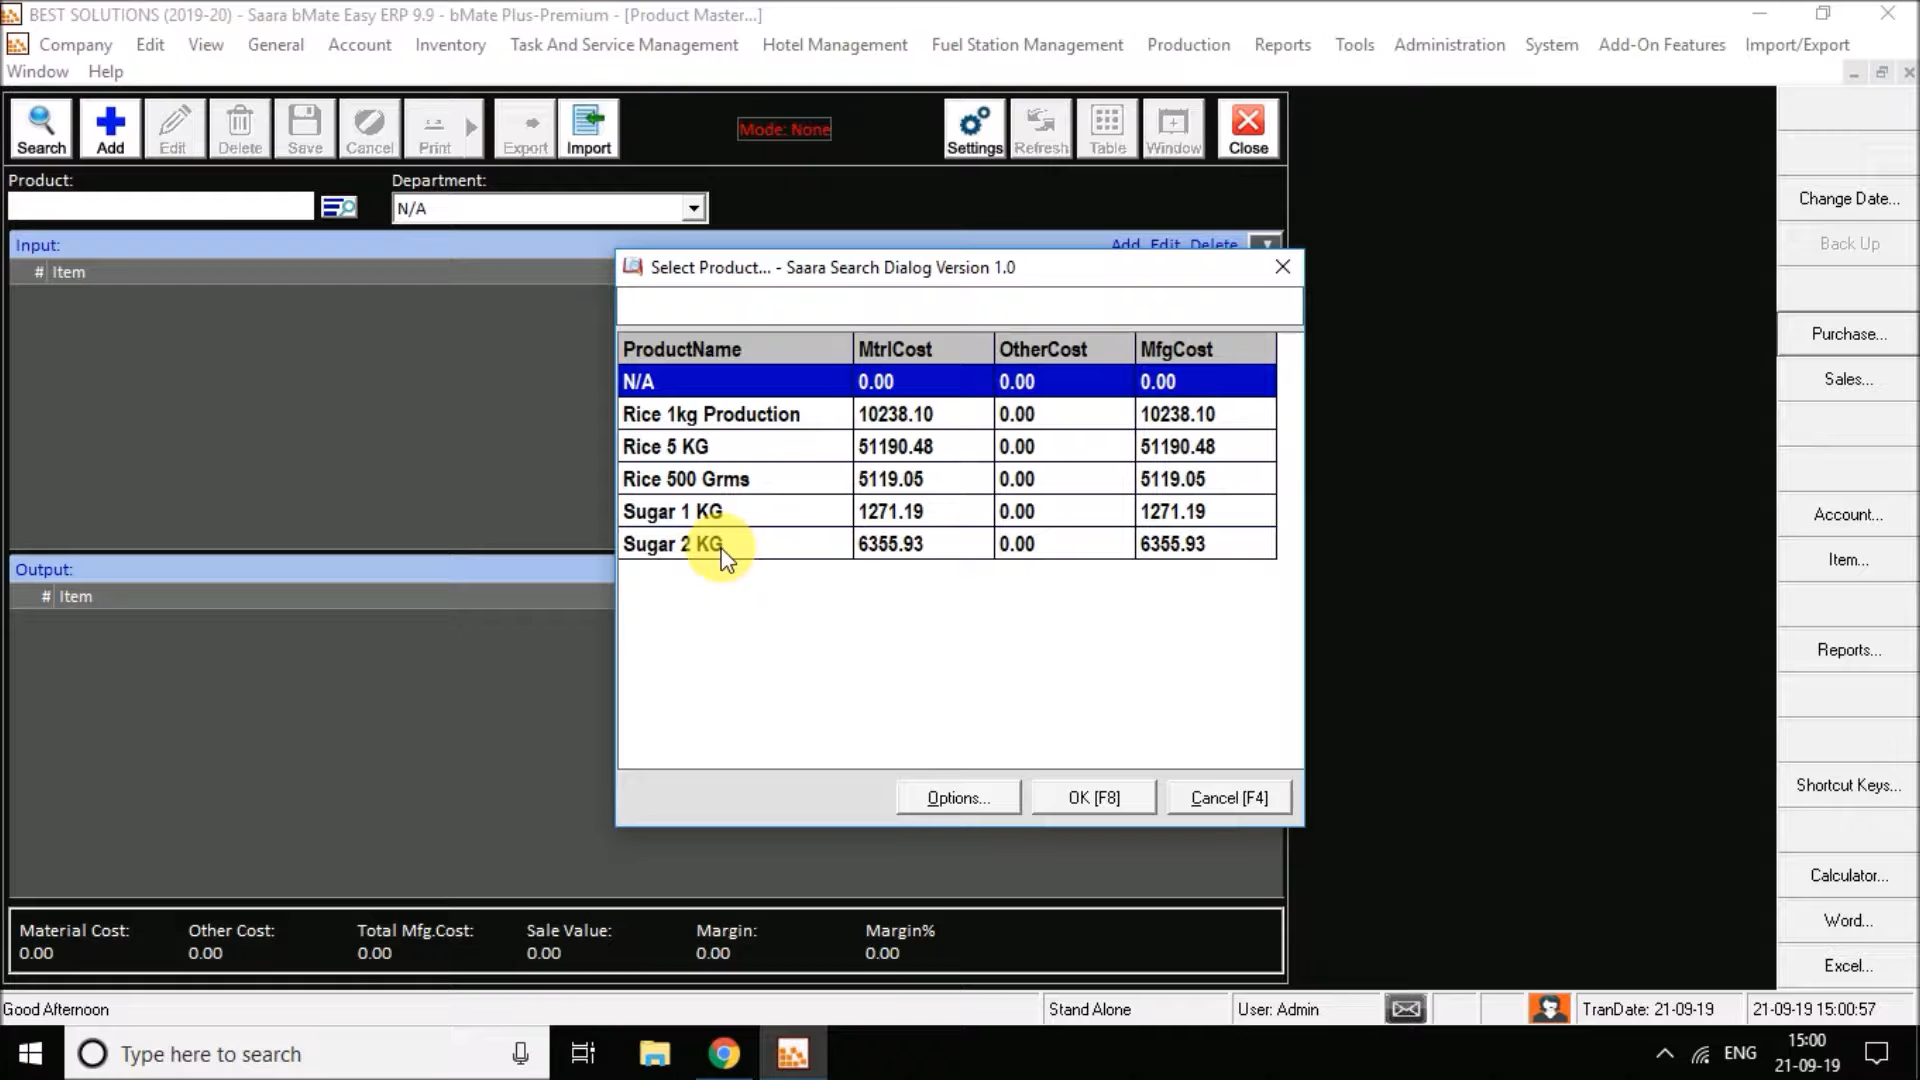 BEST SOLUTIONS (2019-20) - Saara bMate Easy ERP 9.9 - bMate Plus-Premium - [Product Master...]
Company Edit View General Account Inventory Task And Service Management Hotel Management Fuel Station Management Production Reports Tools Administration System Add-On Features Import/Export
Window Help
Search Add Edit Delete Save Cancel Print Export Import Mode: None Settings Refresh Table Window Close
Product: Department:
N/A
Input: Add Edit Delete
# Item
Select Product... - Saara Search Dialog Version 1.0
ProductName MtrlCost OtherCost MfgCost
N/A 0.00 0.00 0.00
Rice 1kg Production 10238.10 0.00 10238.10
Rice 5 KG 51190.48 0.00 51190.48
Rice 500 Grms 5119.05 0.00 5119.05
Sugar 1 KG 1271.19 0.00 1271.19
Sugar 2 KG 6355.93 0.00 6355.93
Options... OK [F8] Cancel [F4]
Output:
# Item
Material Cost: Other Cost: Total Mfg.Cost: Sale Value: Margin: Margin%
0.00 0.00 0.00 0.00 0.00 0.00
Change Date...
Back Up
Purchase...
Sales...
Account...
Item...
Reports...
Shortcut Keys...
Calculator...
Word...
Excel...
Good Afternoon Stand Alone User: Admin TranDate: 21-09-19 21-09-19 15:00:57
Type here to search ENG 15:00
21-09-19